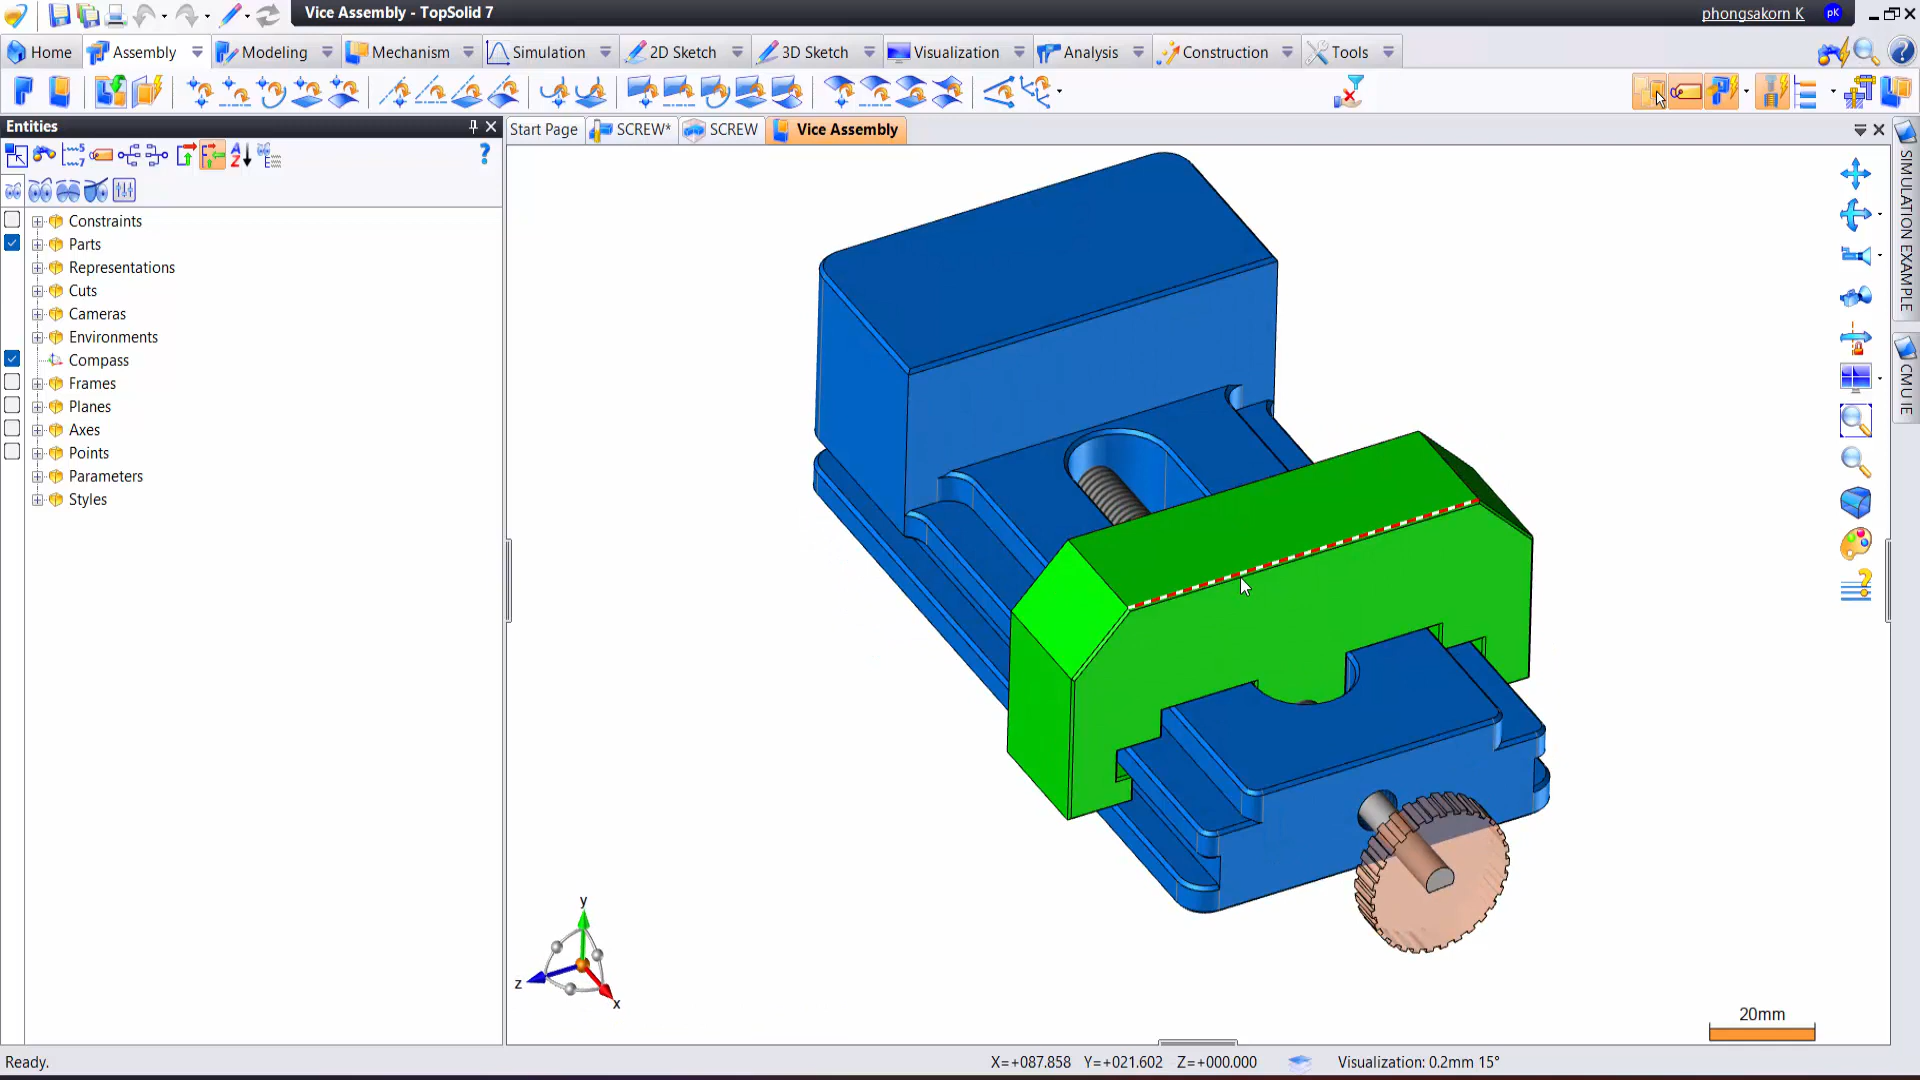 Vice Assembly - TopSolid 7
phongsakorn K
pK
Home
Assembly
Modeling
Mechanism
Simulation
2D Sketch
3D Sketch
Visualization
Analysis
Construction
Tools
Entities
Start Page
SCREW*
SCREW
Vice Assembly
Constraints
Parts
Representations
Cuts
Cameras
Environments
Compass
Frames
Planes
Axes
Points
Parameters
Styles
SIMULATION EXAMPLE
CMU IE
y
z
x
20mm
Ready.
X=+087.858 Y=+021.602 Z=+000.000
Visualization: 0.2mm 15°